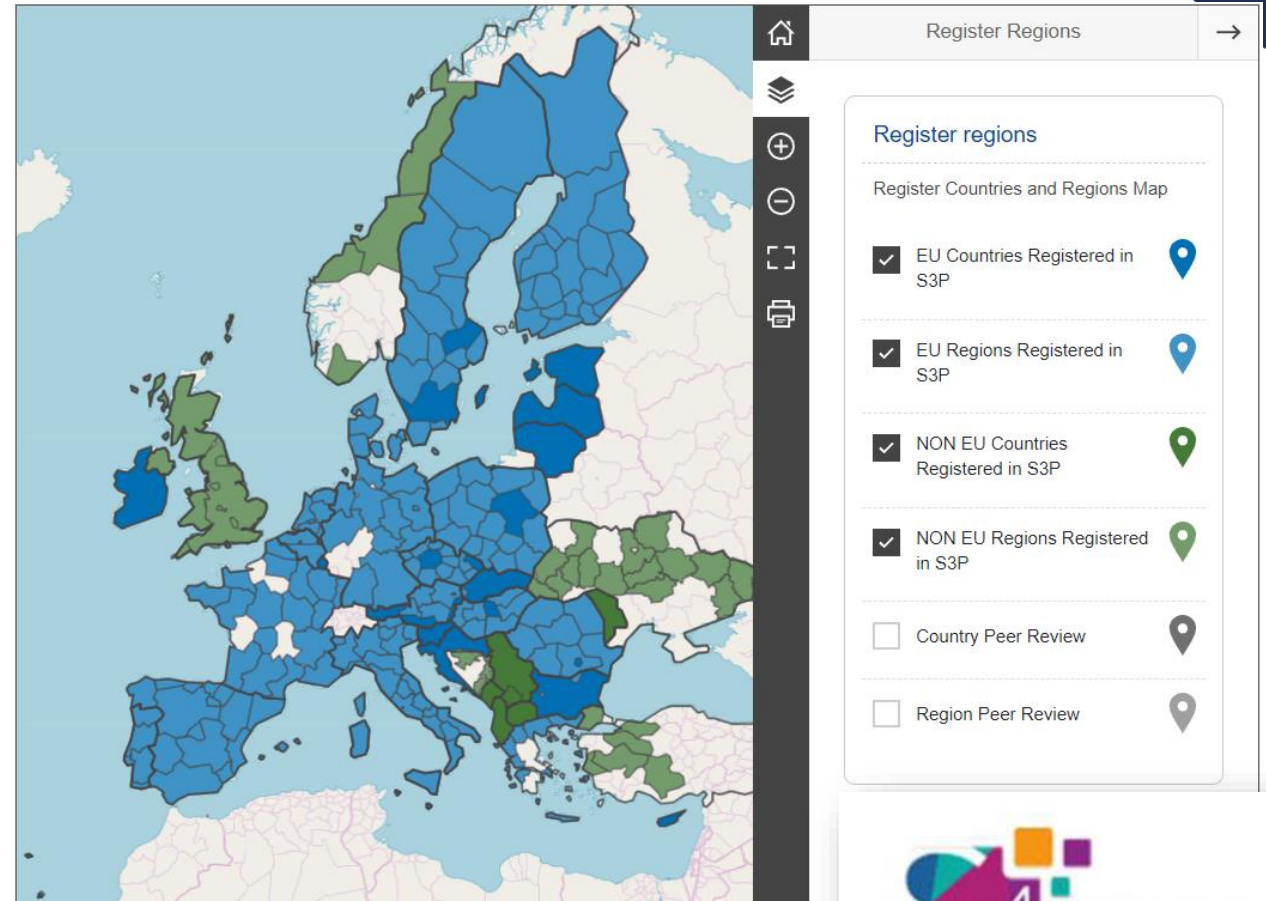 Register Regions
Register regions
Register Countries and Regions Map
EU Countries Registered in
S3P
EU Regions Registered in
S3P
NON EU Countries
Registered in S3P
NON EU Regions Registered
in S3P
Country Peer Review
Region Peer Review